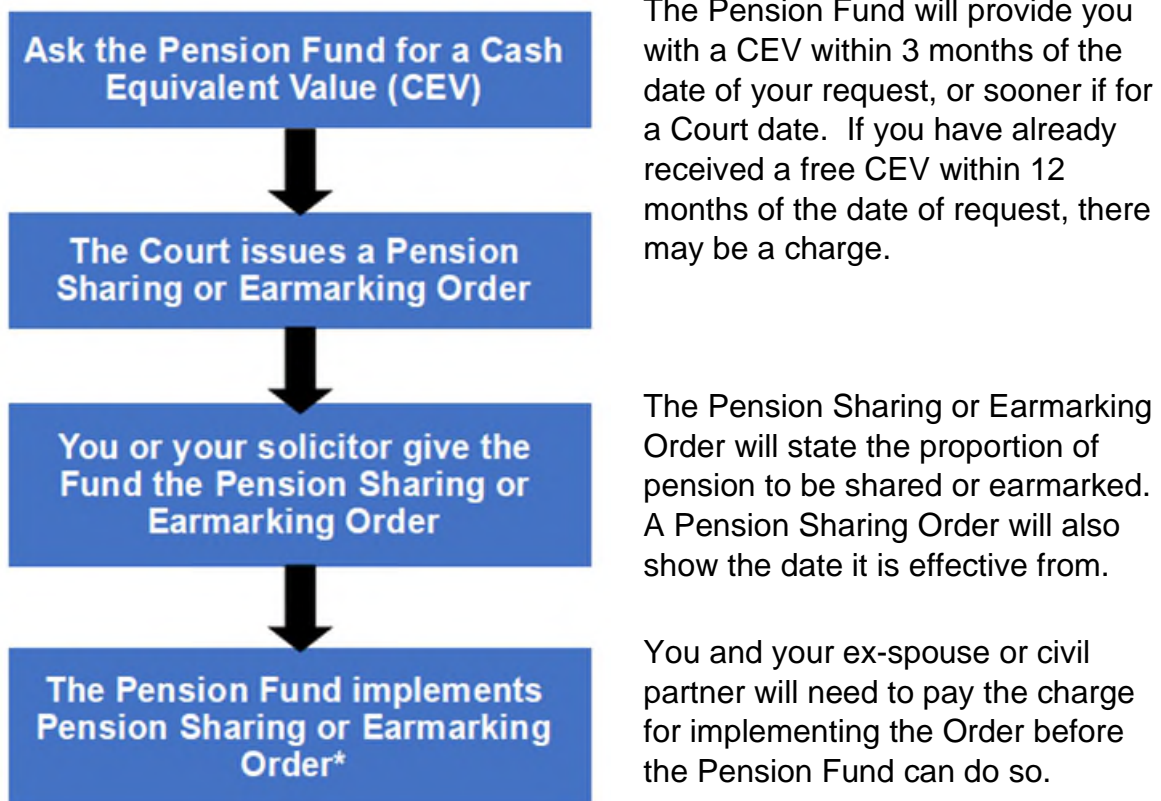 The Pension Fund will provide you
with a CEV within 3 months of the
date of your request, or sooner if for
a Court date.  If you have already
received a free CEV within 12
months of the date of request, there
may be a charge.
Ask the Pension Fund for a Cash
Equivalent Value (CEV)
The Court issues a Pension
Sharing or Earmarking Order
You or your solicitor give the
Fund the Pension Sharing or
Earmarking Order
The Pension Sharing or Earmarking
Order will state the proportion of
pension to be shared or earmarked.
A Pension Sharing Order will also
show the date it is effective from.
The Pension Fund implements
Pension Sharing or Earmarking
Order*
You and your ex-spouse or civil
partner will need to pay the charge
for implementing the Order before
the Pension Fund can do so.